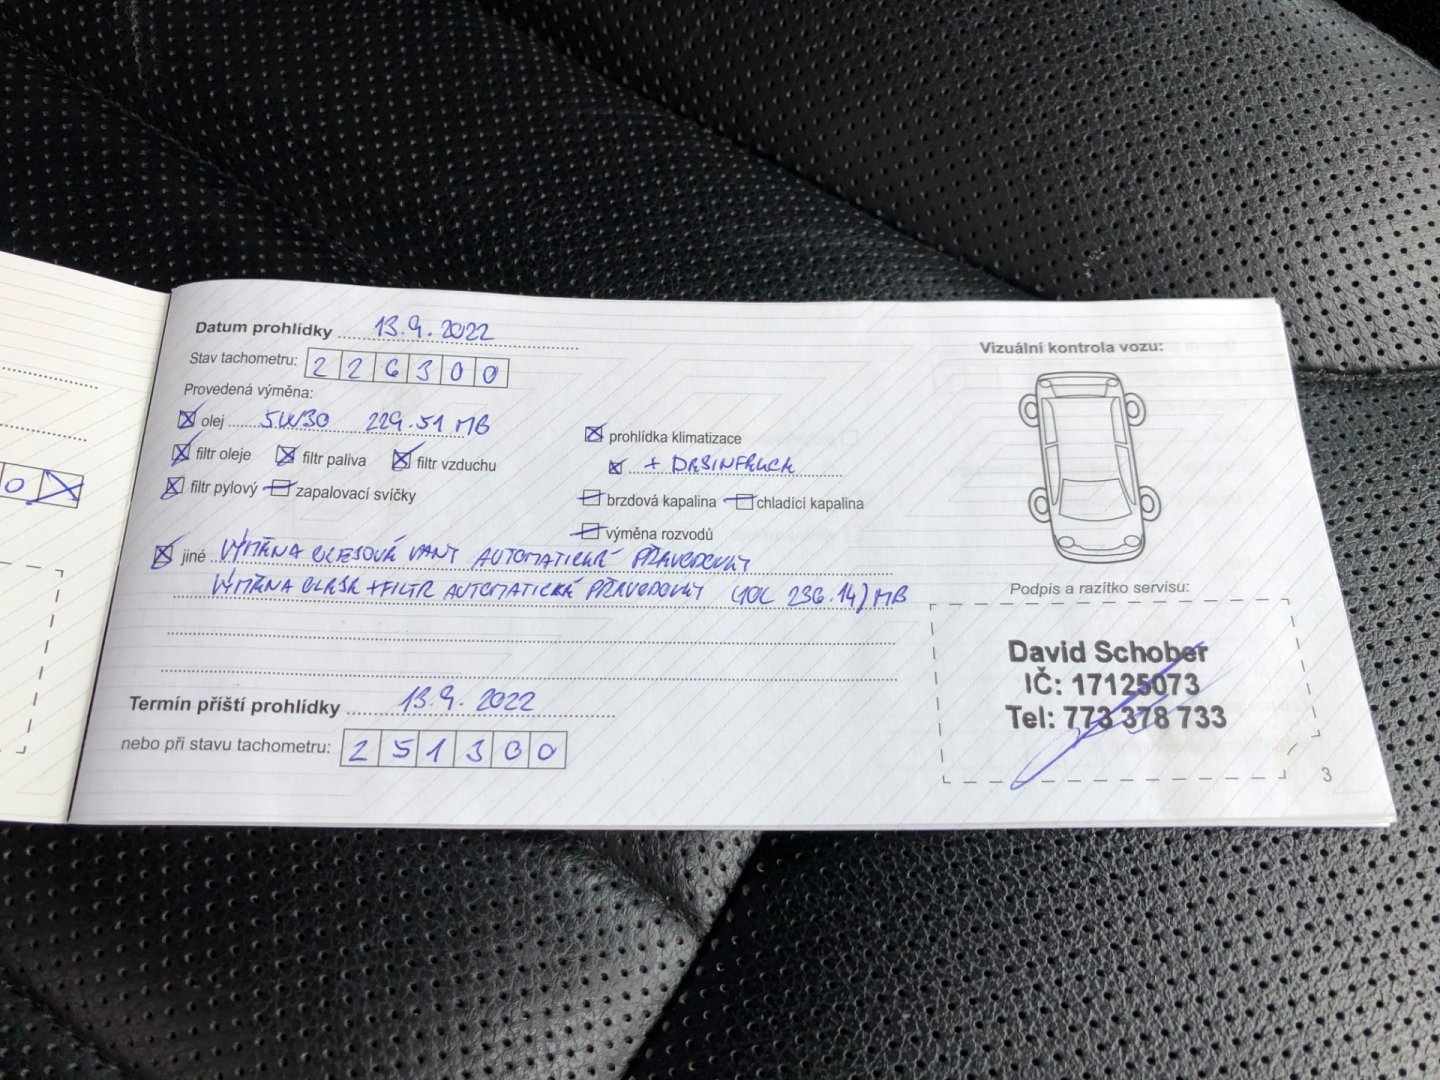 Datum prohlídky 13.9.2022
Stav tachometru: 226300
Provedená výměna:
olej 5W30 229.51 MB
filtr oleje filtr paliva filtr vzduchu
filtr pylový zapalovací svíčky
prohlídka klimatizace
+ DESINFEKCE
brzdová kapalina chladící kapalina
výměna rozvodů
jiné VÝMĚNA OLEJOVÁ VANY AUTOMATICKÉ PŘEVODOVKY
VÝMĚNA OLEJE + FILTR AUTOMATICKÉ PŘEVODOVKY 236.14) MB
Termín příští prohlídky 13.9.2022
nebo při stavu tachometru: 251300
Vizuální kontrola vozu:
Podpis a razítko servisu:
David Schober
IČ: 17125073
Tel: 773 378 733
3
0